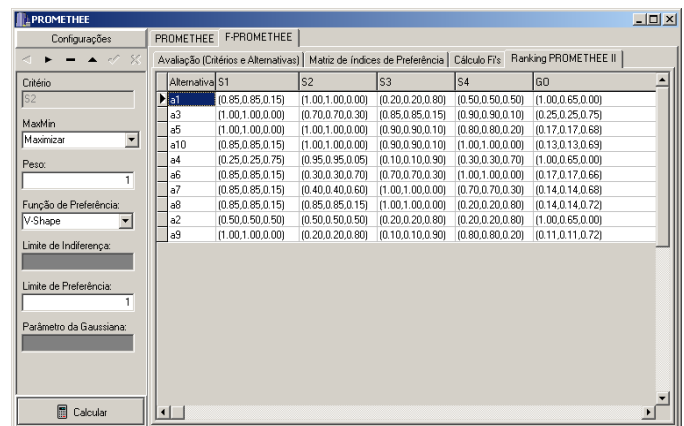 PROMETHEE
Configurações
PROMETHEE F-PROMETHEE
Avaliação (Critérios e Alternativas) Matriz de índices de Preferência Cálculo Fi's Ranking PROMETHEE II
Critério
S2
MaxMin
Maximizar
Peso:
1
Função de Preferência:
V-Shape
Limite de Indiferença:
Limite de Preferência:
1
Parâmetro da Gaussiana:
Calcular
Alternativa S1 S2 S3 S4 GO
a1 (0.85,0.85,0.15) (1.00,1.00,0.00) (0.20,0.20,0.80) (0.50,0.50,0.50) (1.00,0.65,0.00)
a3 (1.00,1.00,0.00) (0.70,0.70,0.30) (0.85,0.85,0.15) (0.90,0.90,0.10) (0.25,0.25,0.75)
a5 (1.00,1.00,0.00) (1.00,1.00,0.00) (0.90,0.90,0.10) (0.80,0.80,0.20) (0.17,0.17,0.68)
a10 (0.85,0.85,0.15) (1.00,1.00,0.00) (0.90,0.90,0.10) (1.00,1.00,0.00) (0.13,0.13,0.69)
a4 (0.25,0.25,0.75) (0.95,0.95,0.05) (0.10,0.10,0.90) (0.30,0.30,0.70) (1.00,0.65,0.00)
a6 (0.85,0.85,0.15) (0.30,0.30,0.70) (0.70,0.70,0.30) (1.00,1.00,0.00) (0.17,0.17,0.66)
a7 (0.85,0.85,0.15) (0.40,0.40,0.60) (1.00,1.00,0.00) (0.70,0.70,0.30) (0.14,0.14,0.68)
a8 (0.85,0.85,0.15) (0.85,0.85,0.15) (1.00,1.00,0.00) (0.20,0.20,0.80) (0.14,0.14,0.72)
a2 (0.50,0.50,0.50) (0.50,0.50,0.50) (0.20,0.20,0.80) (0.20,0.20,0.80) (1.00,0.65,0.00)
a9 (1.00,1.00,0.00) (0.20,0.20,0.80) (0.10,0.10,0.90) (0.80,0.80,0.20) (0.11,0.11,0.72)